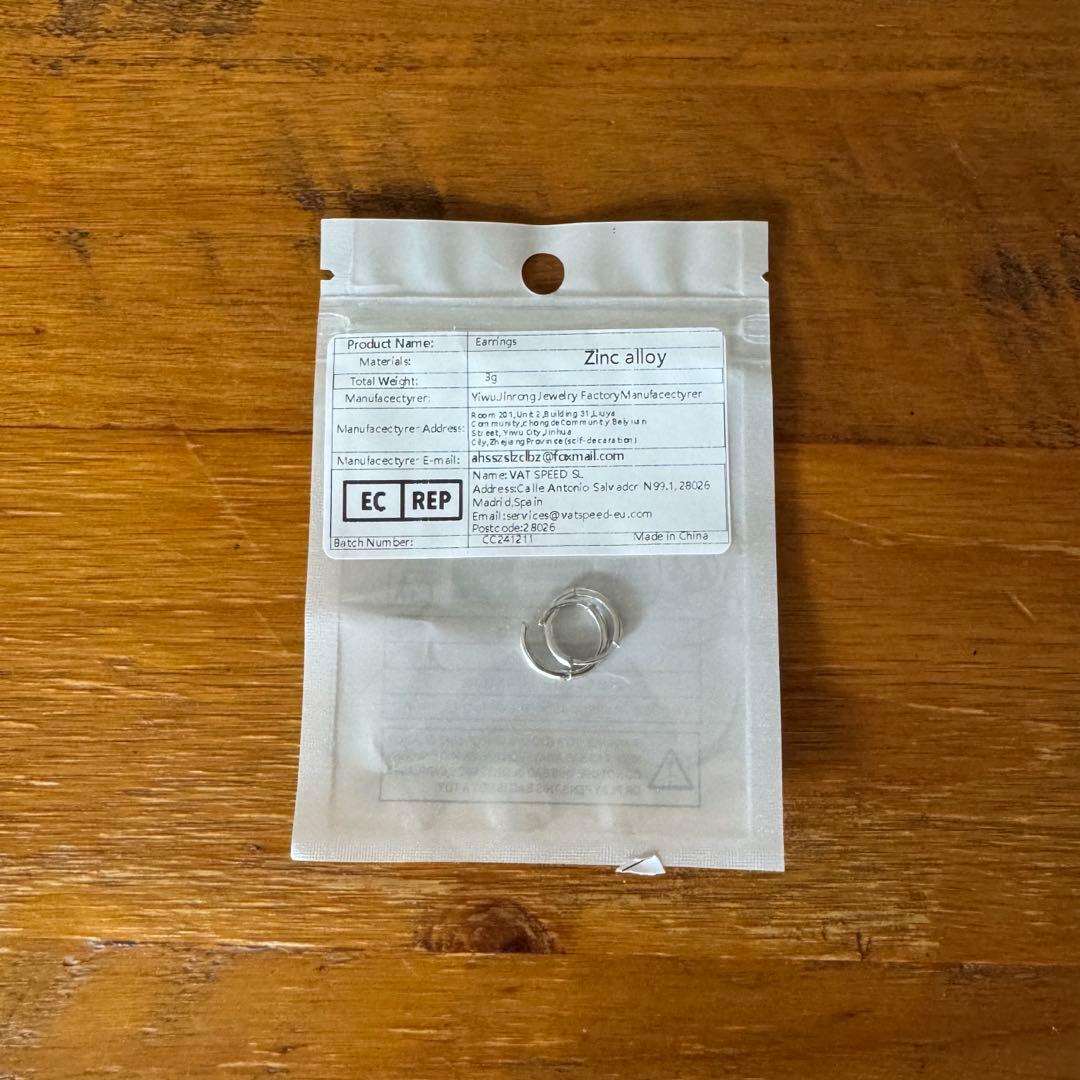 Product Name: Earrings
Materials: Zinc alloy
Total Weight: 3g
Manufacectyrer: Yiwu Jinrong Jewelry Factory Manufacectyrer
Manufacectyrer Address: Room 201,Unit 2,Building 31,Liuya
Community,chongde Community Beiyuan
Street, Yiwu City Jinhua
City, Zhejiang Province (scif-decaration)
Manufacectyrer E-mail: ahsszslzclbz@foxmail.com
EC REP
Name: VAT SPEED SL
Address:Calle Antonio Salvador N99.1, 28026
Madrid, Spain
Email:services@vatspeed-eu.com
Postcode:28026
Batch Number: CC241211 Made in China